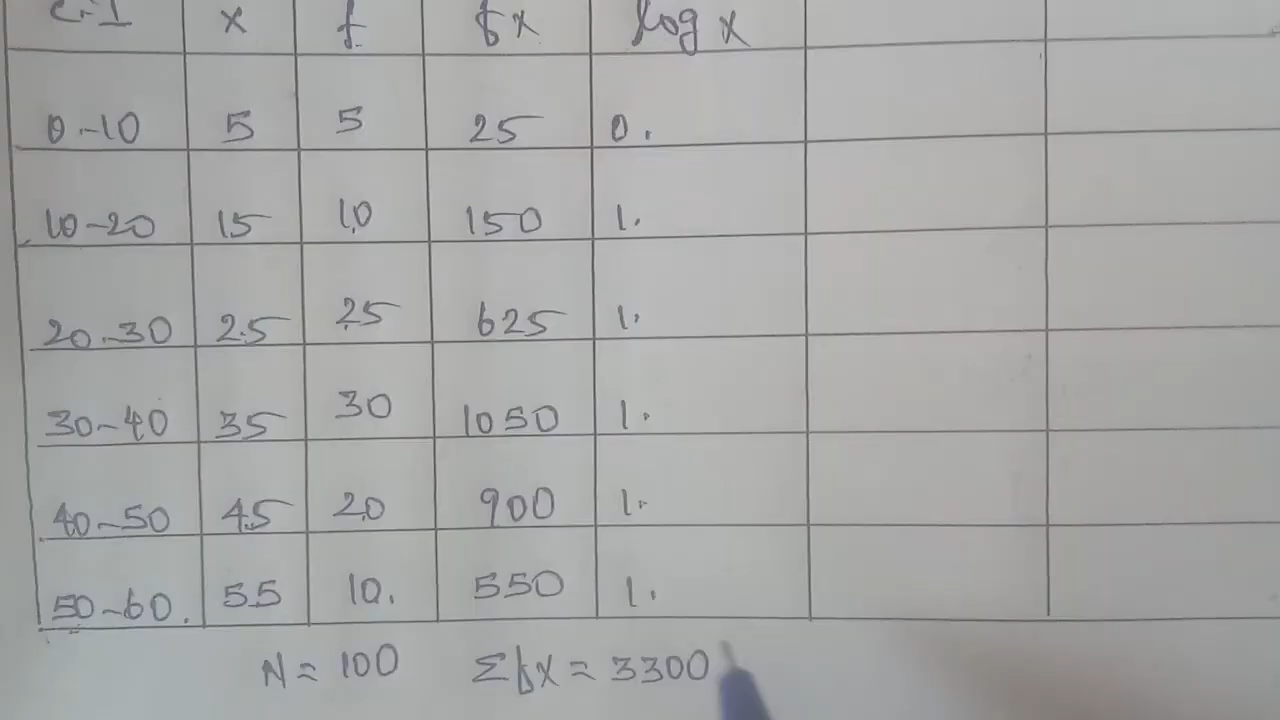 C-I x f fx log x
0-10 5 5 25 0.
10-20 15 10 150 1.
20-30 25 25 625 1.
30-40 35 30 1050 1.
40-50 45 20 900 1.
50-60. 55 10. 550 1.
N = 100 Σfx = 3300